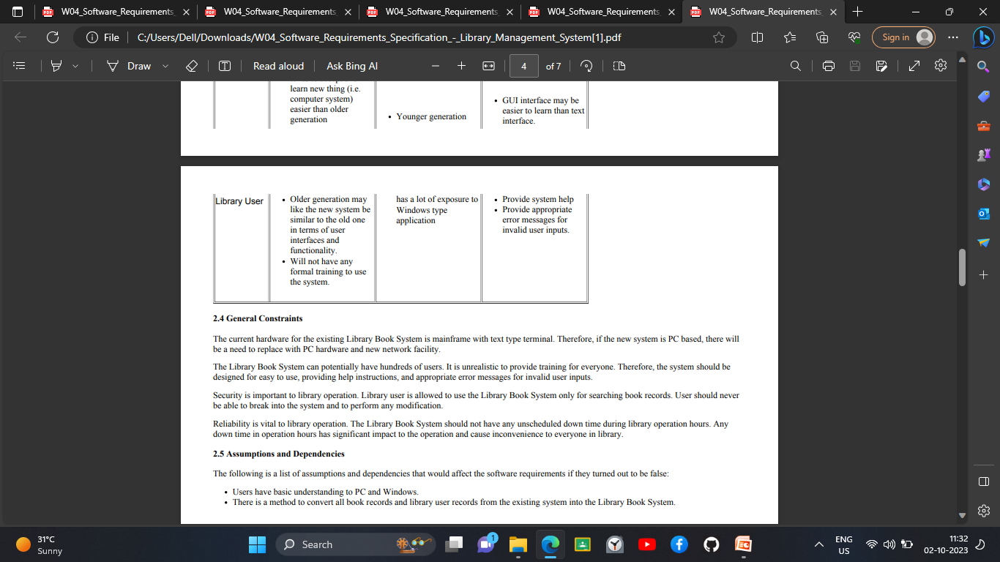 W04_Software_Requirements_
W04_Software_Requirements_
W04_Software_Requirements_
W04_Software_Requirements_
W04_Software_Requirements_
File
C:/Users/Dell/Downloads/W04_Software_Requirements_Specification_-_Library_Management_System[1].pdf
Sign in
Draw
Read aloud
Ask Bing AI
4
of 7
learn new thing (i.e.
computer system)
easier than older
generation
• Younger generation
• GUI interface may be
easier to learn than text
interface.
Library User
• Older generation may
like the new system be
similar to the old one
in terms of user
interfaces and
functionality.
• Will not have any
formal training to use
the system.
has a lot of exposure to
Windows type
application
• Provide system help
• Provide appropriate
error messages for
invalid user inputs.
2.4 General Constraints
The current hardware for the existing Library Book System is mainframe with text type terminal. Therefore, if the new system is PC based, there will
be a need to replace with PC hardware and new network facility.
The Library Book System can potentially have hundreds of users. It is unrealistic to provide training for everyone. Therefore, the system should be
designed for easy to use, providing help instructions, and appropriate error messages for invalid user inputs.
Security is important to library operation. Library user is allowed to use the Library Book System only for searching book records. User should never
be able to break into the system and to perform any modification.
Reliability is vital to library operation. The Library Book System should not have any unscheduled down time during library operation hours. Any
down time in operation hours has significant impact to the operation and cause inconvenience to everyone in library.
2.5 Assumptions and Dependencies
The following is a list of assumptions and dependencies that would affect the software requirements if they turned out to be false:
• Users have basic understanding to PC and Windows.
• There is a method to convert all book records and library user records from the existing system into the Library Book System.
31°C
Sunny
Search
1
ENG
US
11:32
02-10-2023